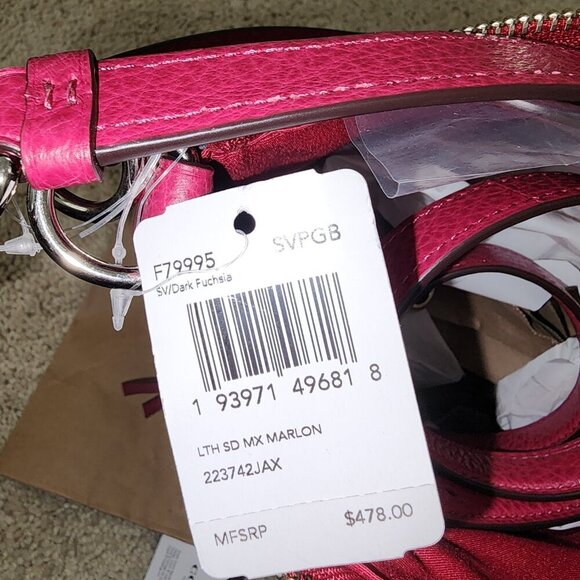 F79995 SVPGB
SV/Dark Fuchsia
1 93971 49681 8
LTH SD MX MARLON
223742JAX
MFSRP $478.00